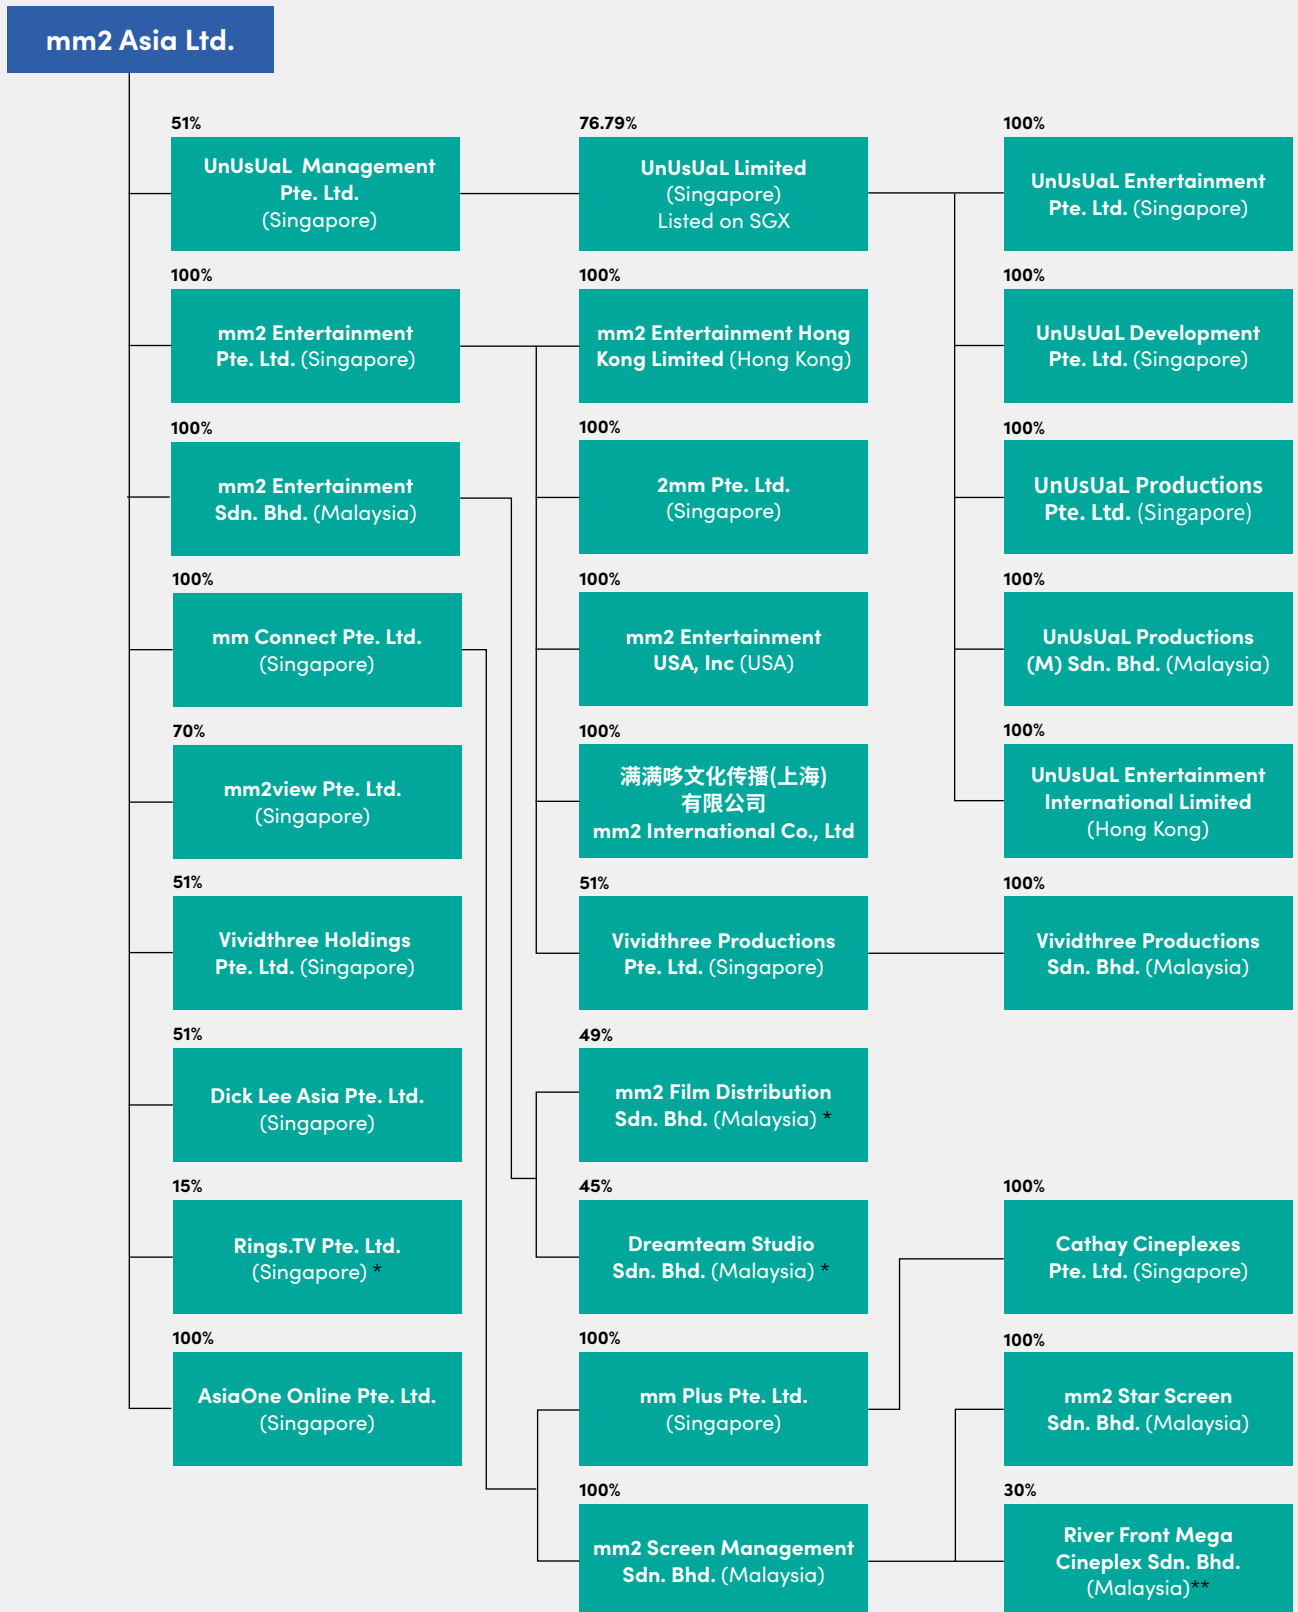 mm2 Asia Ltd.
51%
UnUsUaL Management
Pte. Ltd.
(Singapore)
76.79%
UnUsUaL Limited
(Singapore)
Listed on SGX
100%
UnUsUaL Entertainment
Pte. Ltd. (Singapore)
100%
mm2 Entertainment
Pte. Ltd. (Singapore)
100%
mm2 Entertainment Hong
Kong Limited (Hong Kong)
100%
UnUsUaL Development
Pte. Ltd. (Singapore)
100%
mm2 Entertainment
Sdn. Bhd. (Malaysia)
100%
2mm Pte. Ltd.
(Singapore)
100%
UnUsUaL Productions
Pte. Ltd. (Singapore)
100%
mm Connect Pte. Ltd.
(Singapore)
100%
mm2 Entertainment
USA, Inc (USA)
100%
UnUsUaL Productions
(M) Sdn. Bhd. (Malaysia)
70%
mm2view Pte. Ltd.
(Singapore)
100%
满满哆文化传播(上海)
有限公司
mm2 International Co., Ltd
100%
UnUsUaL Entertainment
International Limited
(Hong Kong)
51%
Vividthree Holdings
Pte. Ltd. (Singapore)
51%
Vividthree Productions
Pte. Ltd. (Singapore)
100%
Vividthree Productions
Sdn. Bhd. (Malaysia)
51%
Dick Lee Asia Pte. Ltd.
(Singapore)
49%
mm2 Film Distribution
Sdn. Bhd. (Malaysia) *
15%
Rings.TV Pte. Ltd.
(Singapore) *
45%
Dreamteam Studio
Sdn. Bhd. (Malaysia) *
100%
Cathay Cineplexes
Pte. Ltd. (Singapore)
100%
AsiaOne Online Pte. Ltd.
(Singapore)
100%
mm Plus Pte. Ltd.
(Singapore)
100%
mm2 Star Screen
Sdn. Bhd. (Malaysia)
100%
mm2 Screen Management
Sdn. Bhd. (Malaysia)
30%
River Front Mega
Cineplex Sdn. Bhd.
(Malaysia)**